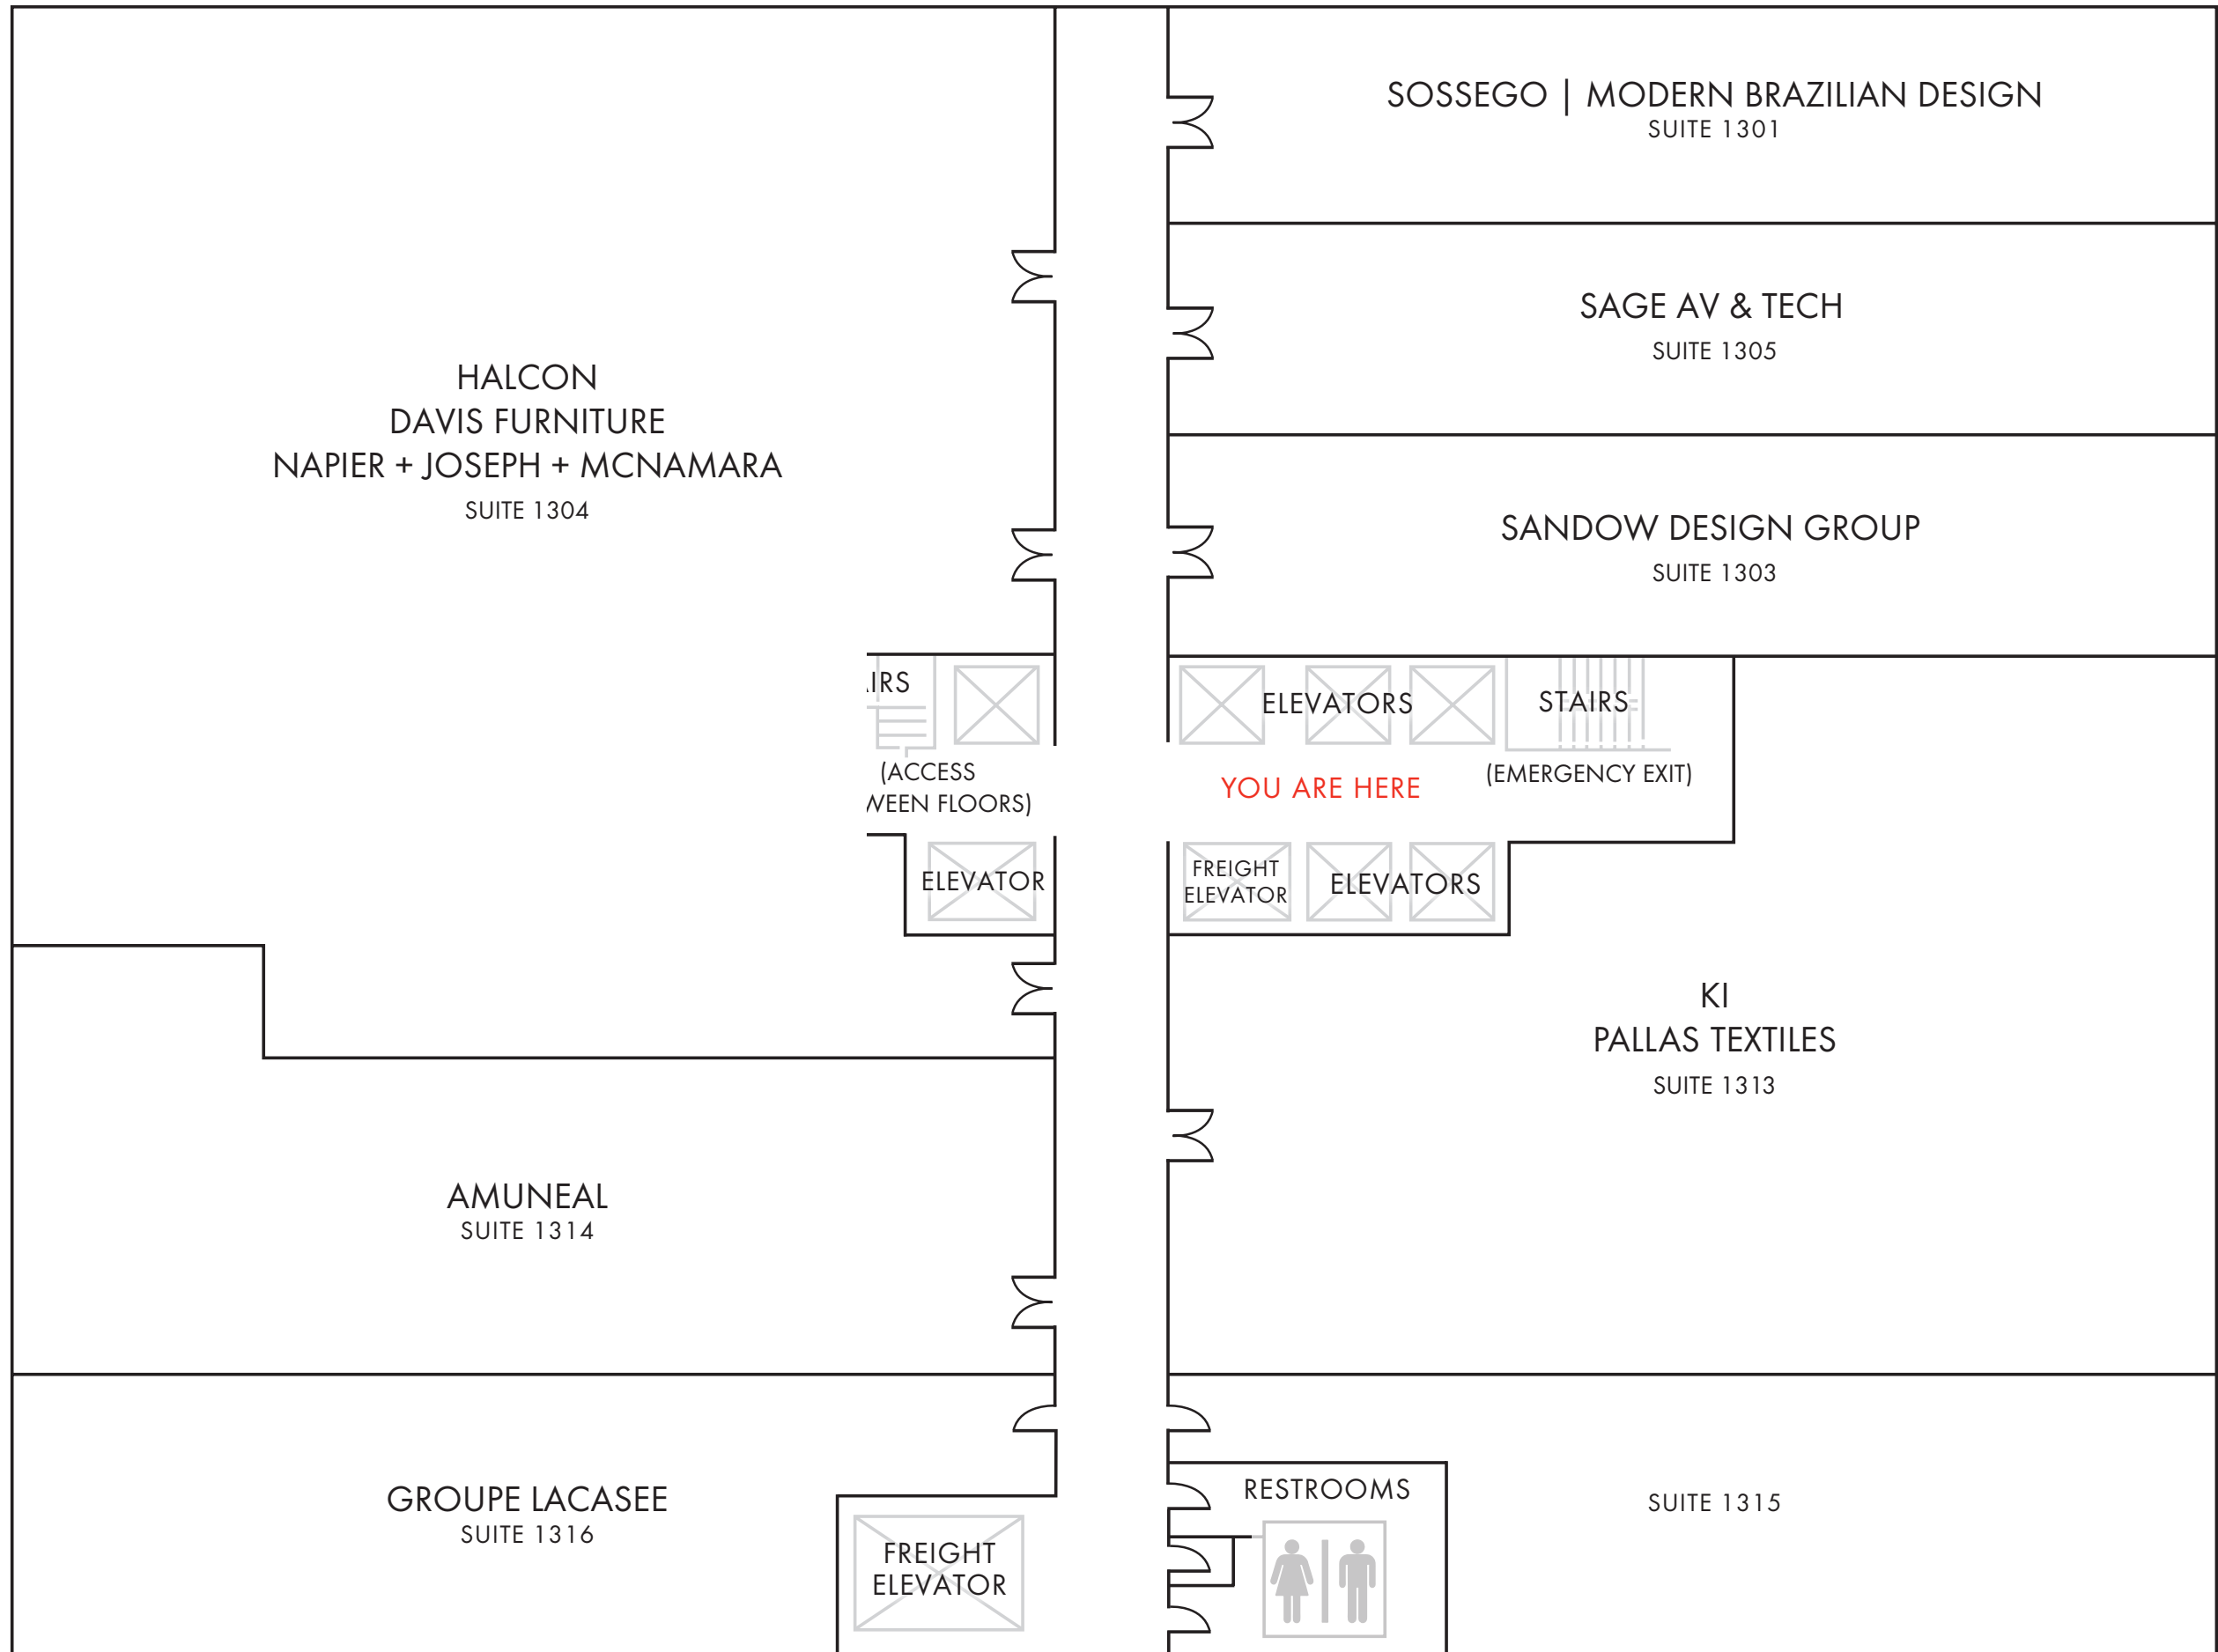 SOSSEGO | MODERN BRAZILIAN DESIGN
SUITE 1301
SAGE AV & TECH
SUITE 1305
HALCON
DAVIS FURNITURE
NAPIER + JOSEPH + MCNAMARA
SUITE 1304
SANDOW DESIGN GROUP
SUITE 1303
IRS
ELEVATORS
STAIRS
(ACCESS
WEEN FLOORS)
YOU ARE HERE
(EMERGENCY EXIT)
ELEVATOR
FREIGHT
ELEVATOR
ELEVATORS
KI
PALLAS TEXTILES
SUITE 1313
AMUNEAL
SUITE 1314
GROUPE LACASEE
SUITE 1316
FREIGHT
ELEVATOR
RESTROOMS
SUITE 1315